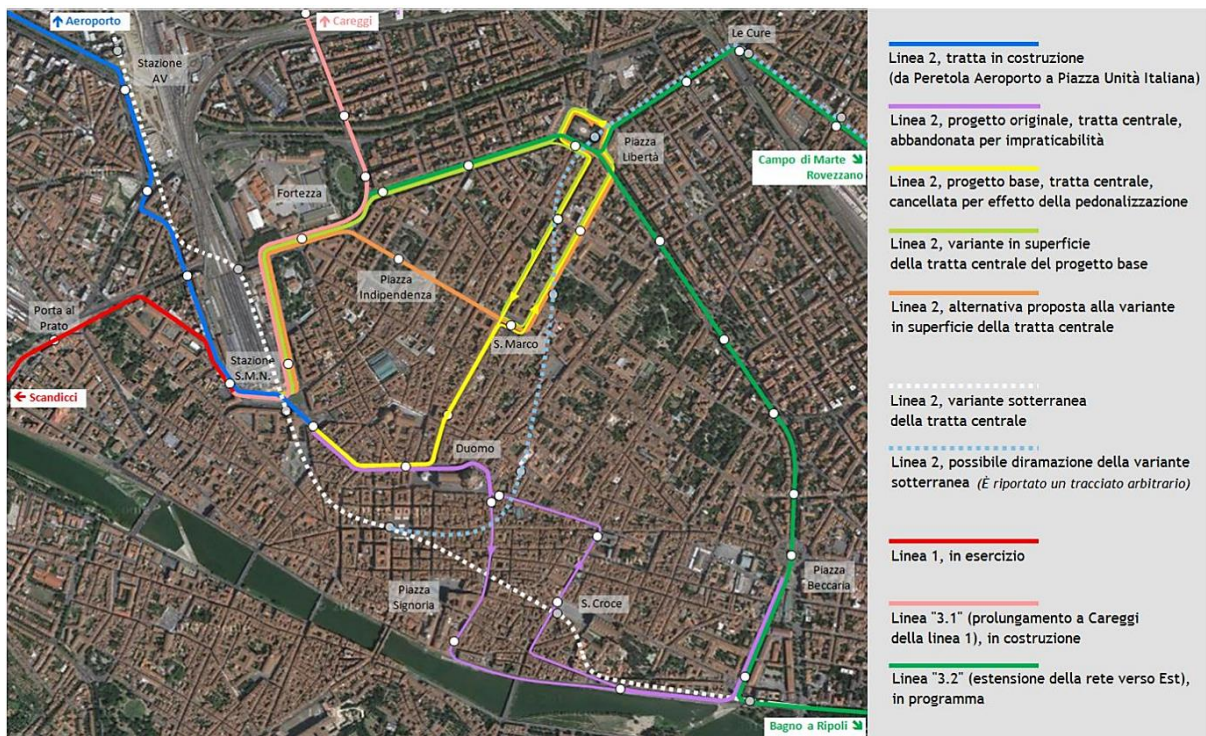 ↑ Aeroporto
↑ Careggi
Le Cure
Stazione
AV
Piazza
Libertà
Campo di Marte ↘
Rovezzano
Fortezza
Piazza
Indipendenza
Porta al
Prato
S. Marco
Stazione
S.M.N.
← Scandicci
Duomo
Piazza
Beccaria
Piazza
Signoria
S. Croce
Bagno a Ripoli ↘
Linea 2, tratta in costruzione
(da Peretola Aeroporto a Piazza Unità Italiana)
Linea 2, progetto originale, tratta centrale,
abbandonata per impraticabilità
Linea 2, progetto base, tratta centrale,
cancellata per effetto della pedonalizzazione
Linea 2, variante in superficie
della tratta centrale del progetto base
Linea 2, alternativa proposta alla variante
in superficie della tratta centrale
Linea 2, variante sotterranea
della tratta centrale
Linea 2, possibile diramazione della variante
sotterranea (È riportato un tracciato arbitrario)
Linea 1, in esercizio
Linea "3.1" (prolungamento a Careggi
della linea 1), in costruzione
Linea "3.2" (estensione della rete verso Est),
in programma